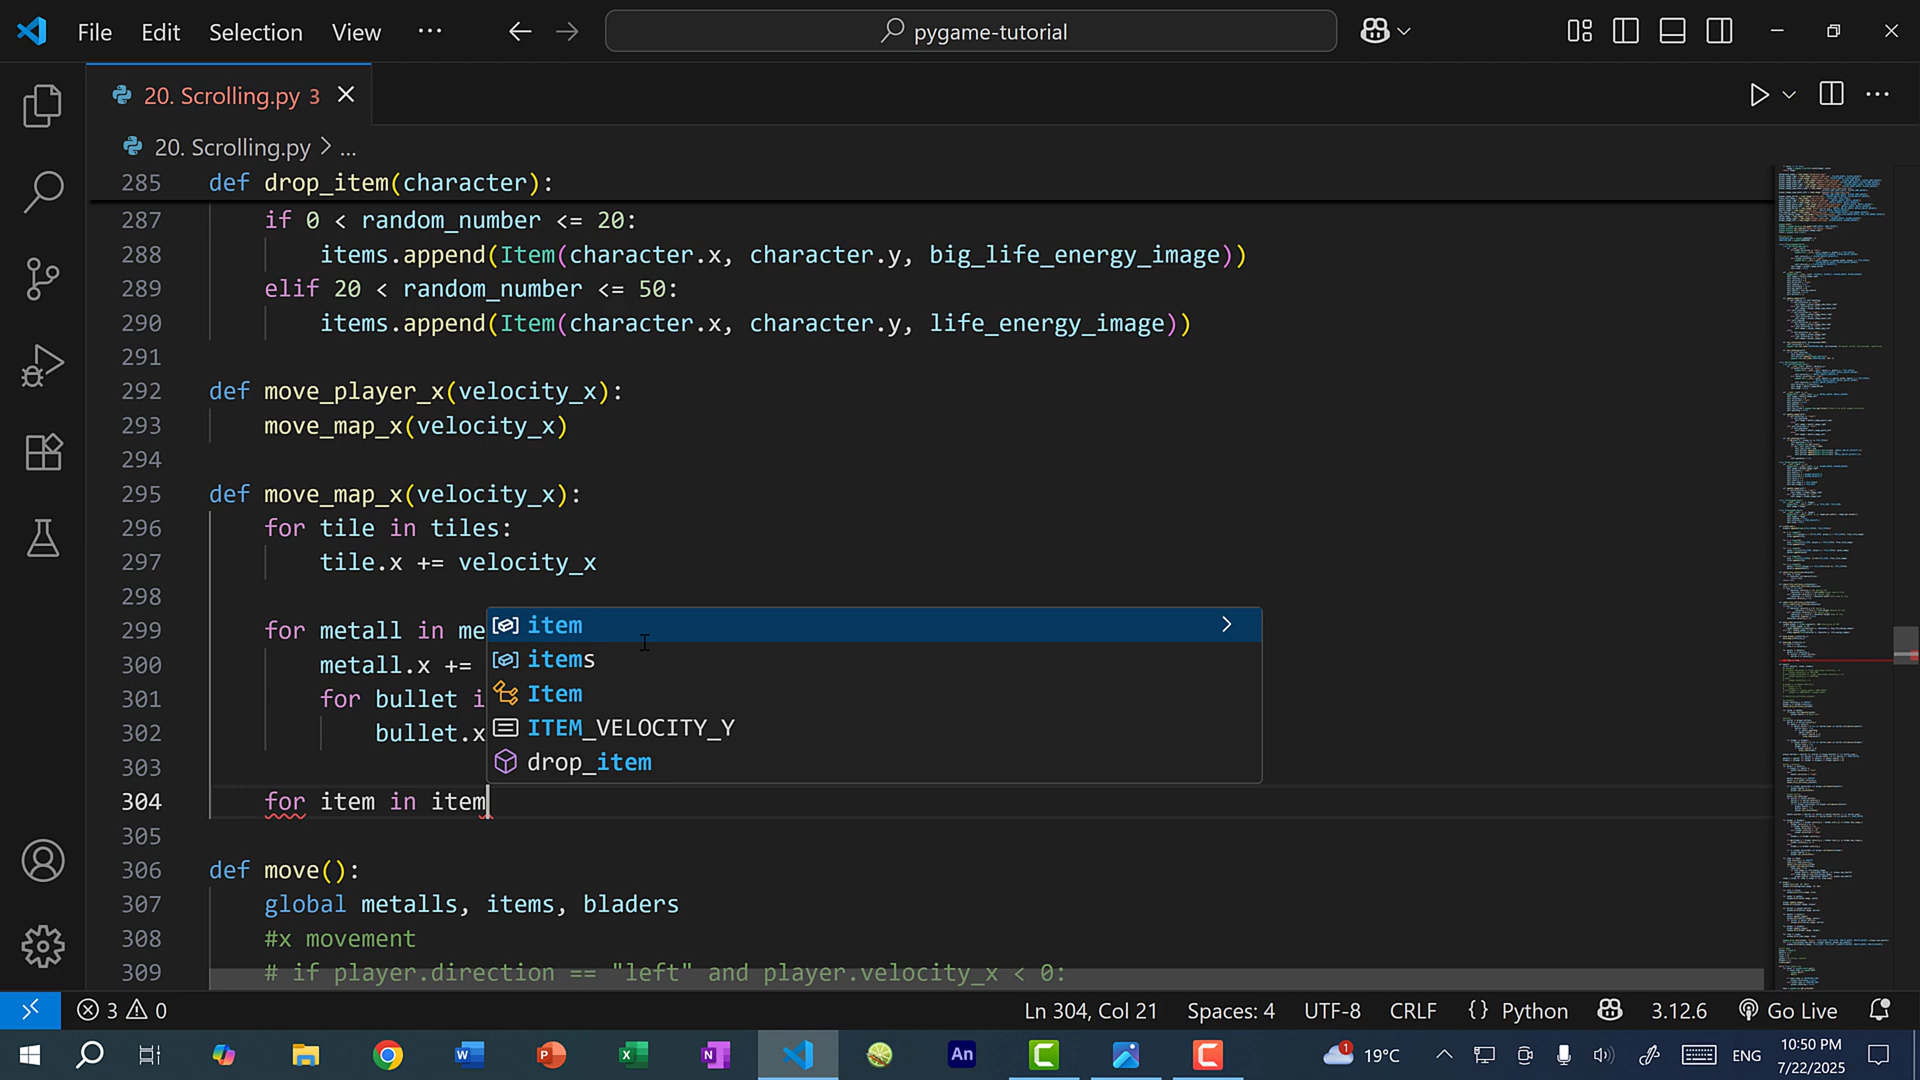 File Edit Selection View ··· pygame-tutorial
20. Scrolling.py 3
20. Scrolling.py > ...
285 def drop_item(character):
287 if 0 < random_number <= 20:
288 items.append(Item(character.x, character.y, big_life_energy_image))
289 elif 20 < random_number <= 50:
290 items.append(Item(character.x, character.y, life_energy_image))
291
292 def move_player_x(velocity_x):
293 move_map_x(velocity_x)
294
295 def move_map_x(velocity_x):
296 for tile in tiles:
297 tile.x += velocity_x
298
299 for metall in me
item
300 metall.x +=
items
301 for bullet i
Item
302 bullet.x
ITEM_VELOCITY_Y
303
drop_item
304 for item in item
305
306 def move():
307 global metalls, items, bladers
308 #x movement
309 # if player.direction == "left" and player.velocity_x < 0:
3 0 Ln 304, Col 21 Spaces: 4 UTF-8 CRLF {} Python 3.12.6 Go Live
1 19°C ENG 10:50 PM
7/22/2025